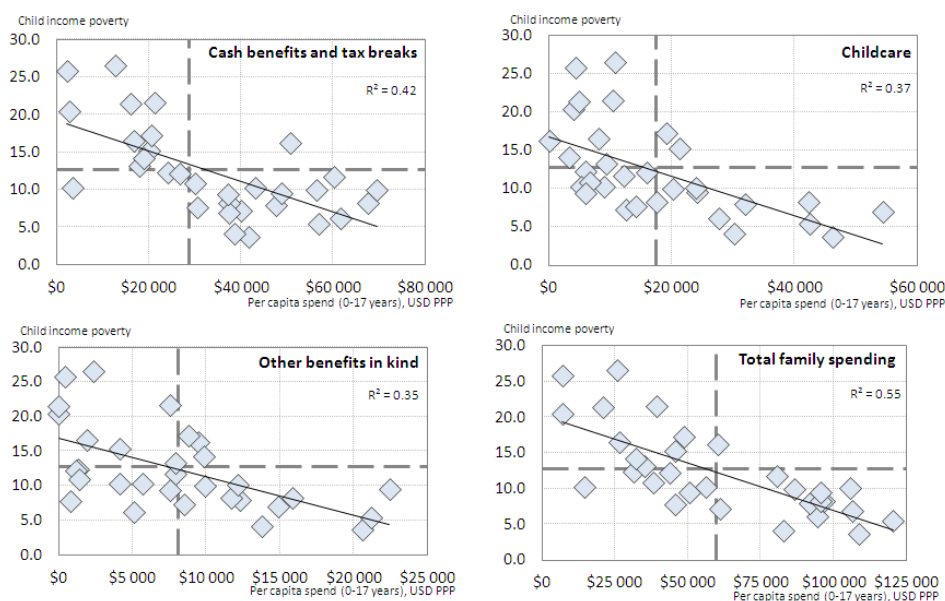 Child income poverty
Cash benefits and tax breaks
R² = 0.42
30.0
25.0
20.0
15.0
10.0
5.0
0.0
$0 $20 000 $40 000 $60 000 $80 000
Per capita spend (0-17 years), USD PPP
Child income poverty
Childcare
R² = 0.37
30.0
25.0
20.0
15.0
10.0
5.0
0.0
$0 $20 000 $40 000 $60 000
Per capita spend (0-17 years), USD PPP
Child income poverty
Other benefits in kind
R² = 0.35
30.0
25.0
20.0
15.0
10.0
5.0
0.0
$0 $5 000 $10 000 $15 000 $20 000 $25 000
Per capita spend (0-17 years), USD PPP
Child income poverty
Total family spending
R² = 0.55
30.0
25.0
20.0
15.0
10.0
5.0
0.0
$0 $25 000 $50 000 $75 000 $100 000 $125 000
Per capita spend (0-17 years), USD PPP